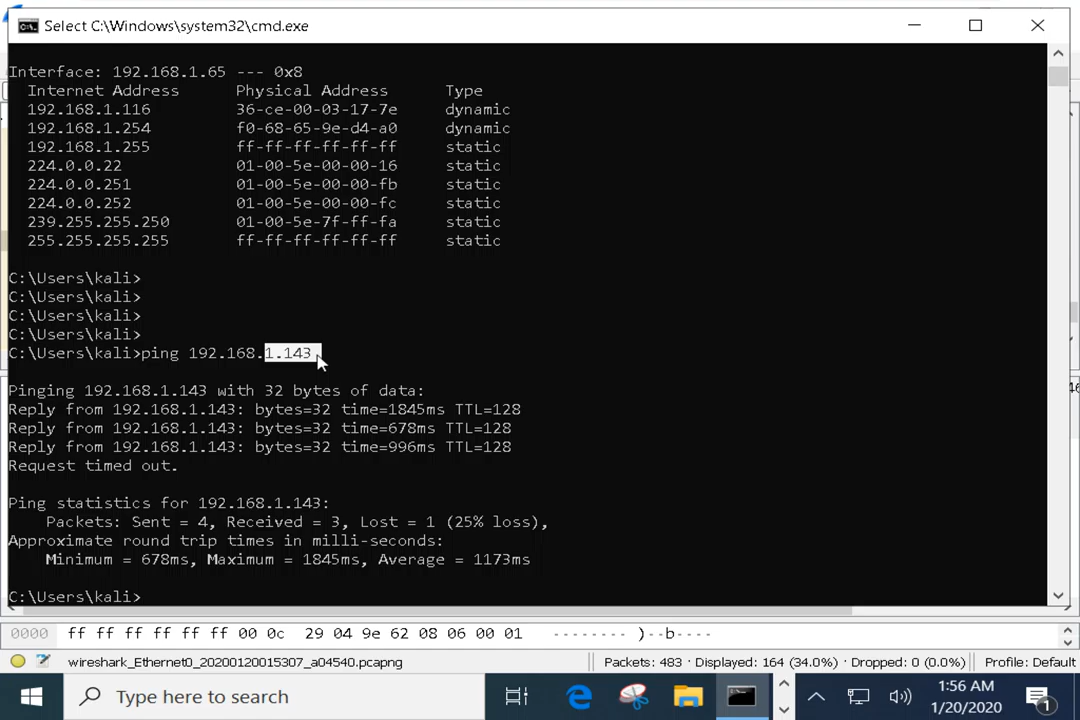 Select C:\Windows\system32\cmd.exe
Interface: 192.168.1.65 --- 0x8
Internet Address Physical Address Type
192.168.1.116 36-ce-00-03-17-7e dynamic
192.168.1.254 f0-68-65-9e-d4-a0 dynamic
192.168.1.255 ff-ff-ff-ff-ff-ff static
224.0.0.22 01-00-5e-00-00-16 static
224.0.0.251 01-00-5e-00-00-fb static
224.0.0.252 01-00-5e-00-00-fc static
239.255.255.250 01-00-5e-7f-ff-fa static
255.255.255.255 ff-ff-ff-ff-ff-ff static
C:\Users\kali>
C:\Users\kali>
C:\Users\kali>
C:\Users\kali>
C:\Users\kali>ping 192.168.1.143
Pinging 192.168.1.143 with 32 bytes of data:
Reply from 192.168.1.143: bytes=32 time=1845ms TTL=128
Reply from 192.168.1.143: bytes=32 time=678ms TTL=128
Reply from 192.168.1.143: bytes=32 time=996ms TTL=128
Request timed out.
Ping statistics for 192.168.1.143:
Packets: Sent = 4, Received = 3, Lost = 1 (25% loss),
Approximate round trip times in milli-seconds:
Minimum = 678ms, Maximum = 1845ms, Average = 1173ms
C:\Users\kali>
0000 ff ff ff ff ff ff 00 0c 29 04 9e 62 08 06 00 01 ········ )··b····
wireshark_Ethernet0_20200120015307_a04540.pcapng Packets: 483 · Displayed: 164 (34.0%) · Dropped: 0 (0.0%) Profile: Default
Type here to search
1:56 AM
1/20/2020
1